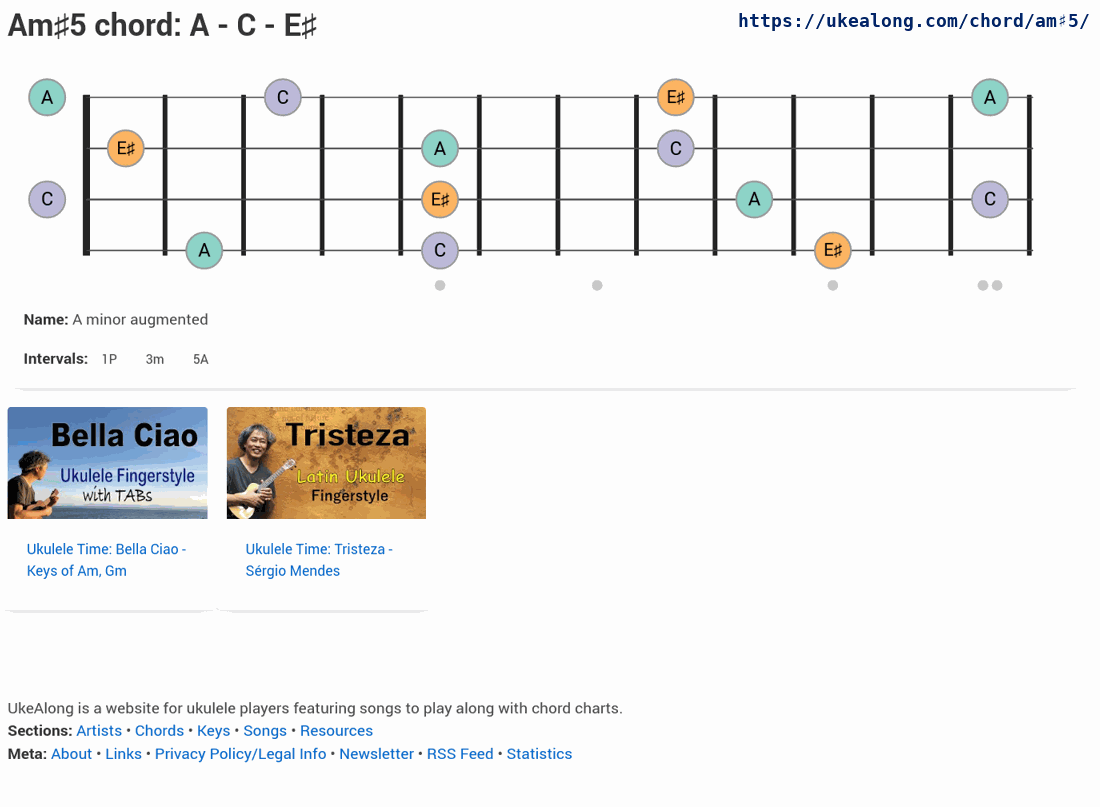 Am♯5 chord: A - C - E♯
https://ukealong.com/chord/am♯5/
A C E♯ A
E♯ A C
C E♯ A C
A C E♯
Name: A minor augmented
Intervals: 1P 3m 5A
Bella Ciao
Ukulele Fingerstyle
with TABs
Tristeza
Latin Ukulele
Fingerstyle
Ukulele Time: Bella Ciao -
Keys of Am, Gm
Ukulele Time: Tristeza -
Sérgio Mendes
UkeAlong is a website for ukulele players featuring songs to play along with chord charts.
Sections: Artists • Chords • Keys • Songs • Resources
Meta: About • Links • Privacy Policy/Legal Info • Newsletter • RSS Feed • Statistics